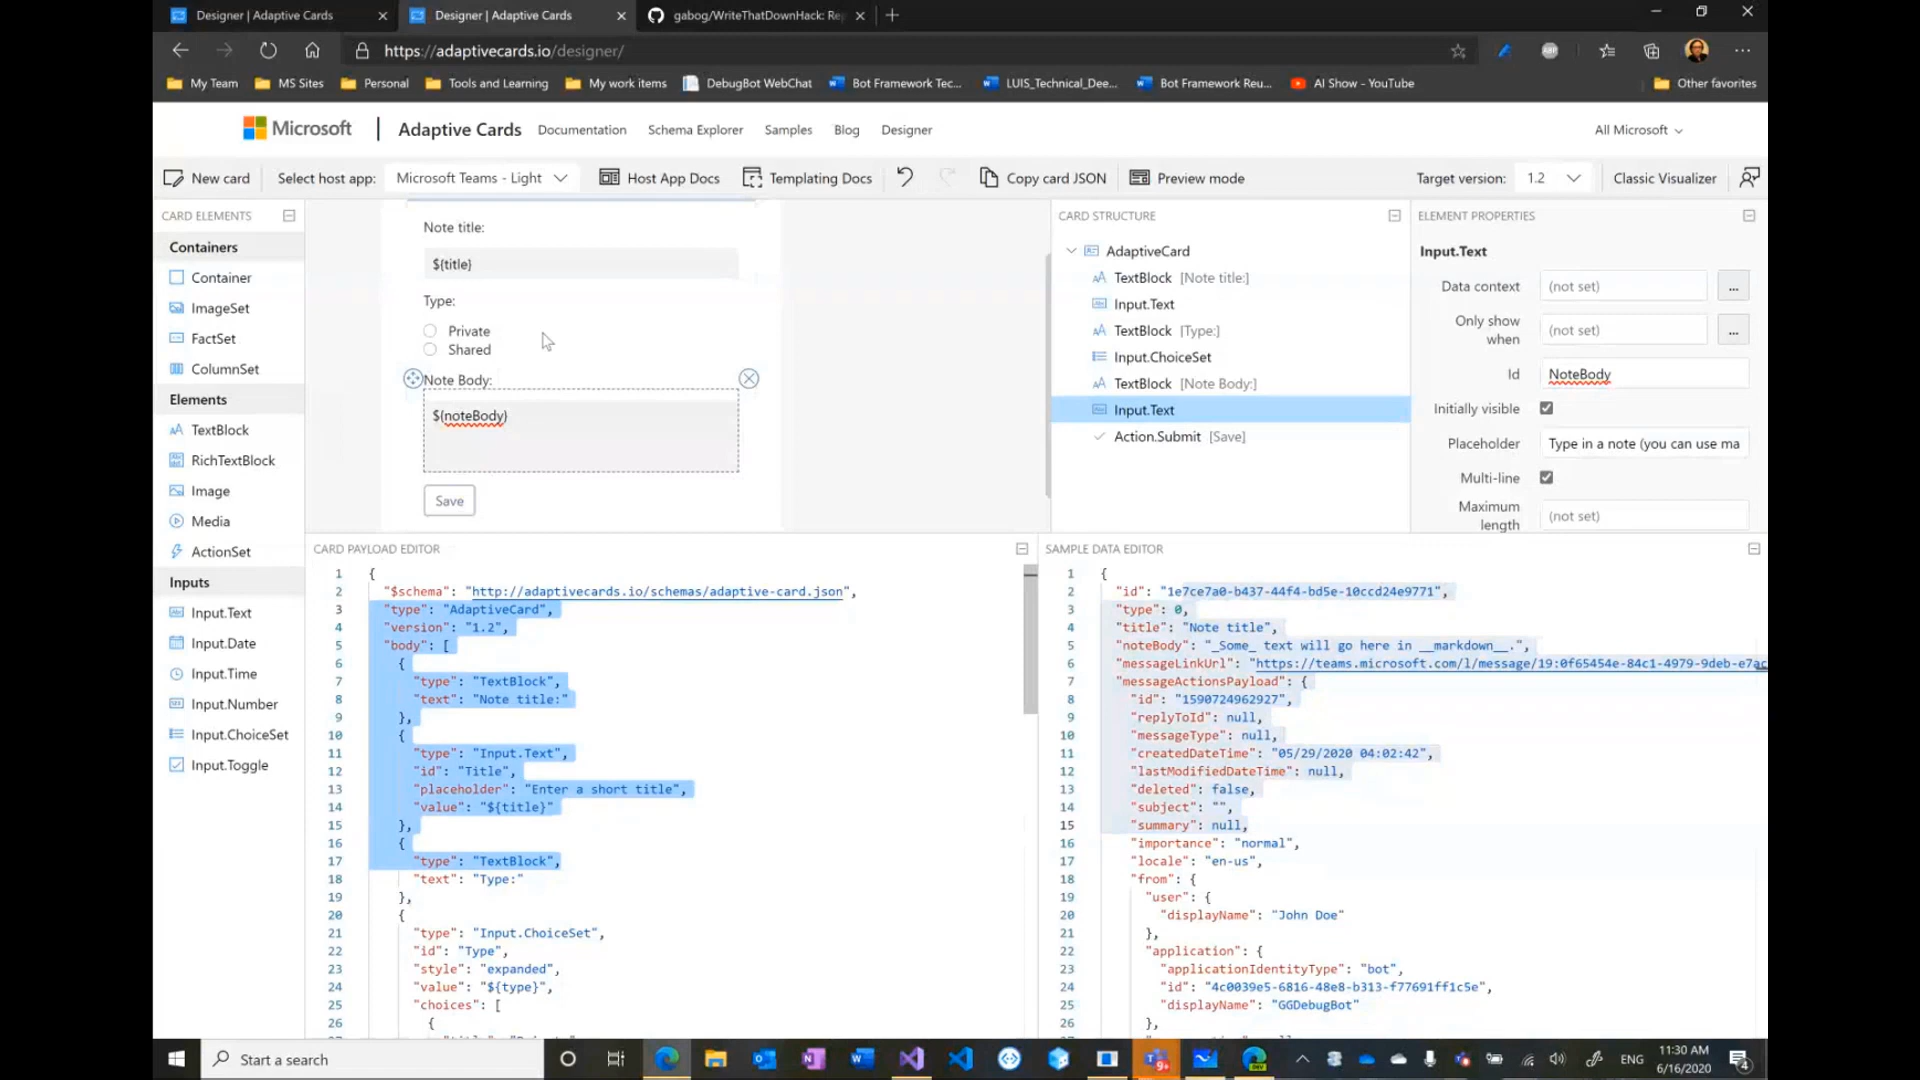 Designer | Adaptive Cards
Designer | Adaptive Cards
gabog/WriteThatDownHack: Re
https://adaptivecards.io/designer/
My Team
MS Sites
Personal
Tools and Learning
My work items
DebugBot WebChat
Bot Framework Tec...
LUIS_Technical_Dee...
Bot Framework Reu...
AI Show - YouTube
Other favorites
Microsoft
Adaptive Cards
Documentation
Schema Explorer
Samples
Blog
Designer
All Microsoft
New card
Select host app:
Microsoft Teams - Light
Host App Docs
Templating Docs
Copy card JSON
Preview mode
Target version:
1.2
Classic Visualizer
CARD ELEMENTS
Containers
Container
ImageSet
FactSet
ColumnSet
Elements
TextBlock
RichTextBlock
Image
Media
ActionSet
Inputs
Input.Text
Input.Date
Input.Time
Input.Number
Input.ChoiceSet
Input.Toggle
Note title:
${title}
Type:
Private
Shared
Note Body:
${noteBody}
Save
CARD STRUCTURE
AdaptiveCard
TextBlock [Note title:]
Input.Text
TextBlock [Type:]
Input.ChoiceSet
TextBlock [Note Body:]
Input.Text
Action.Submit [Save]
ELEMENT PROPERTIES
Input.Text
Data context (not set) ...
Only show when (not set) ...
Id NoteBody
Initially visible
Placeholder Type in a note (you can use ma
Multi-line
Maximum length (not set)
CARD PAYLOAD EDITOR
1 {
2 "$schema": "http://adaptivecards.io/schemas/adaptive-card.json",
3 "type": "AdaptiveCard",
4 "version": "1.2",
5 "body": [
6 {
7 "type": "TextBlock",
8 "text": "Note title:"
9 },
10 {
11 "type": "Input.Text",
12 "id": "Title",
13 "placeholder": "Enter a short title",
14 "value": "${title}"
15 },
16 {
17 "type": "TextBlock",
18 "text": "Type:"
19 },
20 {
21 "type": "Input.ChoiceSet",
22 "id": "Type",
23 "style": "expanded",
24 "value": "${type}",
25 "choices": [
26 {
SAMPLE DATA EDITOR
1 {
2 "id": "1e7ce7a0-b437-44f4-bd5e-10ccd24e9771",
3 "type": 0,
4 "title": "Note title",
5 "noteBody": "_Some_ text will go here in __markdown__.",
6 "messageLinkUrl": "https://teams.microsoft.com/l/message/19:0f65454e-84c1-4979-9deb-e7ac
7 "messageActionsPayload": {
8 "id": "1590724962927",
9 "replyToId": null,
10 "messageType": null,
11 "createdDateTime": "05/29/2020 04:02:42",
12 "lastModifiedDateTime": null,
13 "deleted": false,
14 "subject": "",
15 "summary": null,
16 "importance": "normal",
17 "locale": "en-us",
18 "from": {
19 "user": {
20 "displayName": "John Doe"
21 },
22 "application": {
23 "applicationIdentityType": "bot",
24 "id": "4c0039e5-6816-48e8-b313-f77691ff1c5e",
25 "displayName": "GGDebugBot"
26 },
Start a search
ENG
11:30 AM
6/16/2020